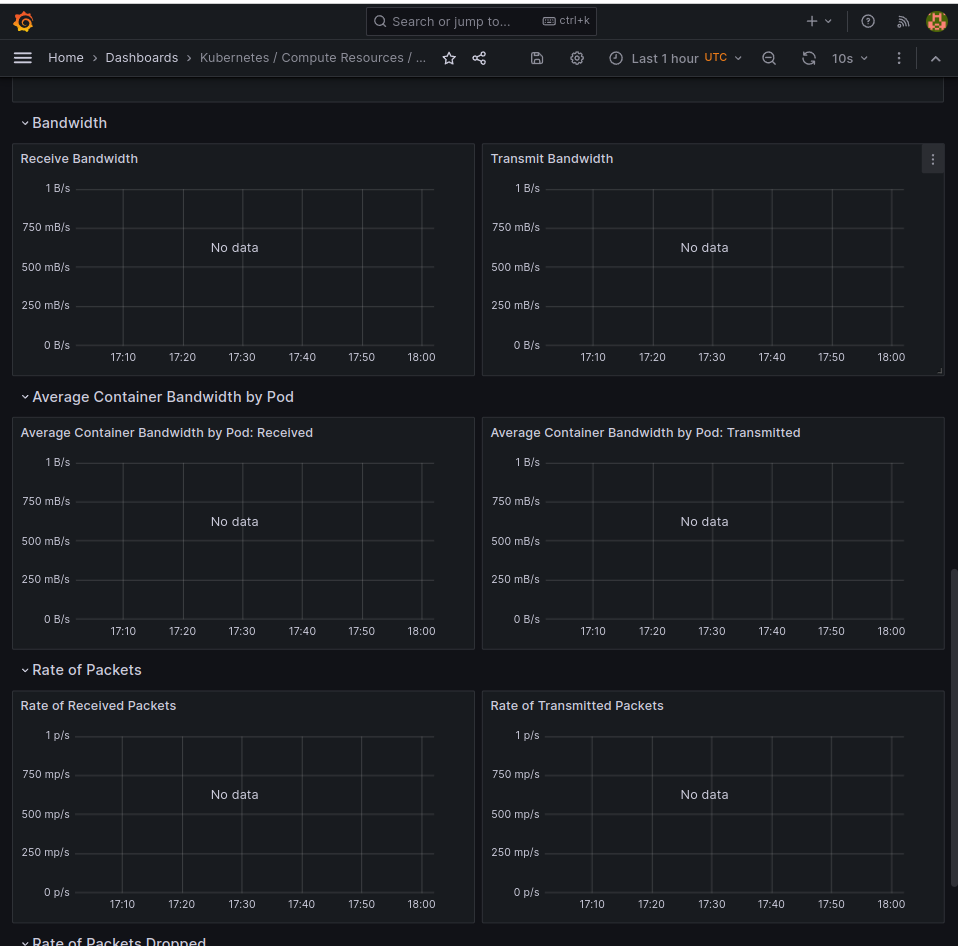 Search or jump to... ctrl+k
Home › Dashboards › Kubernetes / Compute Resources / ... Last 1 hour UTC 10s
Bandwidth
Receive Bandwidth
1 B/s
750 mB/s
No data
500 mB/s
250 mB/s
0 B/s
17:10 17:20 17:30 17:40 17:50 18:00
Transmit Bandwidth
1 B/s
750 mB/s
No data
500 mB/s
250 mB/s
0 B/s
17:10 17:20 17:30 17:40 17:50 18:00
Average Container Bandwidth by Pod
Average Container Bandwidth by Pod: Received
1 B/s
750 mB/s
No data
500 mB/s
250 mB/s
0 B/s
17:10 17:20 17:30 17:40 17:50 18:00
Average Container Bandwidth by Pod: Transmitted
1 B/s
750 mB/s
No data
500 mB/s
250 mB/s
0 B/s
17:10 17:20 17:30 17:40 17:50 18:00
Rate of Packets
Rate of Received Packets
1 p/s
750 mp/s
No data
500 mp/s
250 mp/s
0 p/s
17:10 17:20 17:30 17:40 17:50 18:00
Rate of Transmitted Packets
1 p/s
750 mp/s
No data
500 mp/s
250 mp/s
0 p/s
17:10 17:20 17:30 17:40 17:50 18:00
Rate of Packets Dropped